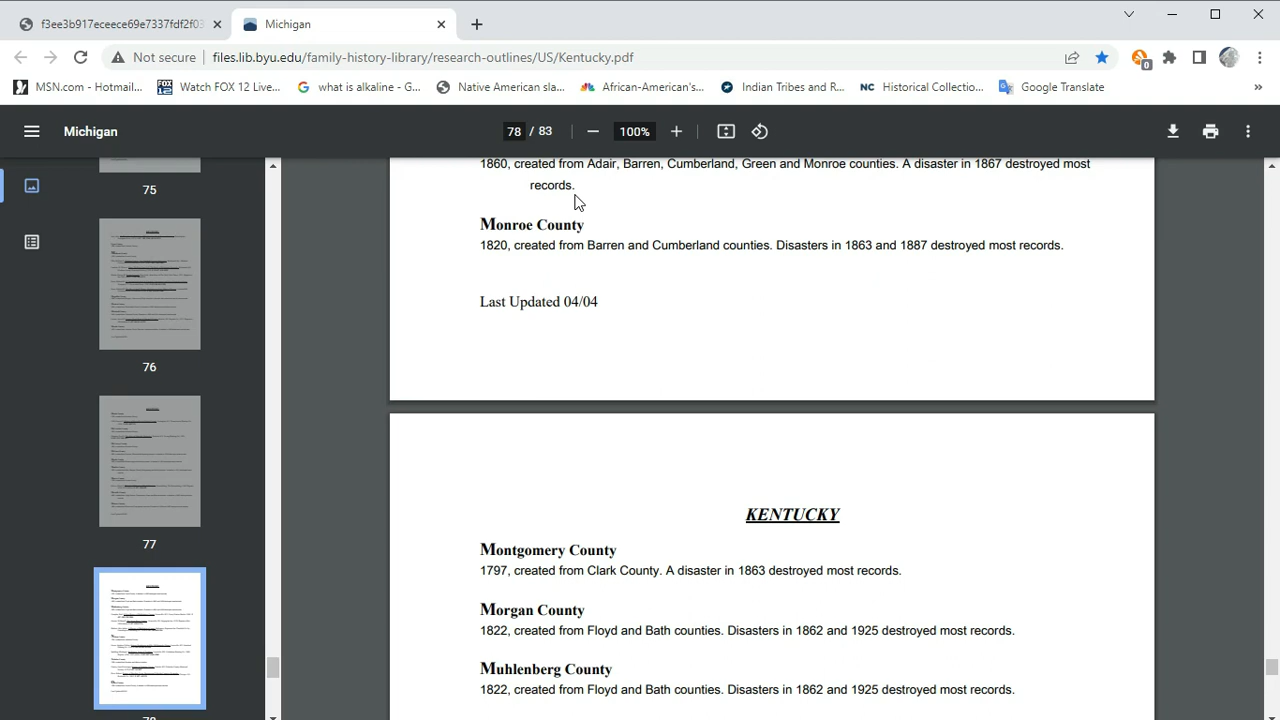 f3ee3b917eceece69e7337fdf2f03
Michigan
Not secure
files.lib.byu.edu/family-history-library/research-outlines/US/Kentucky.pdf
0
MSN.com - Hotmail...
FOX 12
Watch FOX 12 Live...
what is alkaline - G...
Native American sla...
African-American's...
Indian Tribes and R...
NC
Historical Collectio...
Google Translate
»
Michigan
78 / 83
100%
75
76
77
1860, created from Adair, Barren, Cumberland, Green and Monroe counties. A disaster in 1867 destroyed most
records.
Monroe County
1820, created from Barren and Cumberland counties. Disasters in 1863 and 1887 destroyed most records.
Last Updated 04/04
KENTUCKY
Montgomery County
1797, created from Clark County. A disaster in 1863 destroyed most records.
Morgan County
1822, created from Floyd and Bath counties. Disasters in 1862 and 1925 destroyed most records.
Muhlenberg County
1822, created from Floyd and Bath counties. Disasters in 1862 and 1925 destroyed most records.